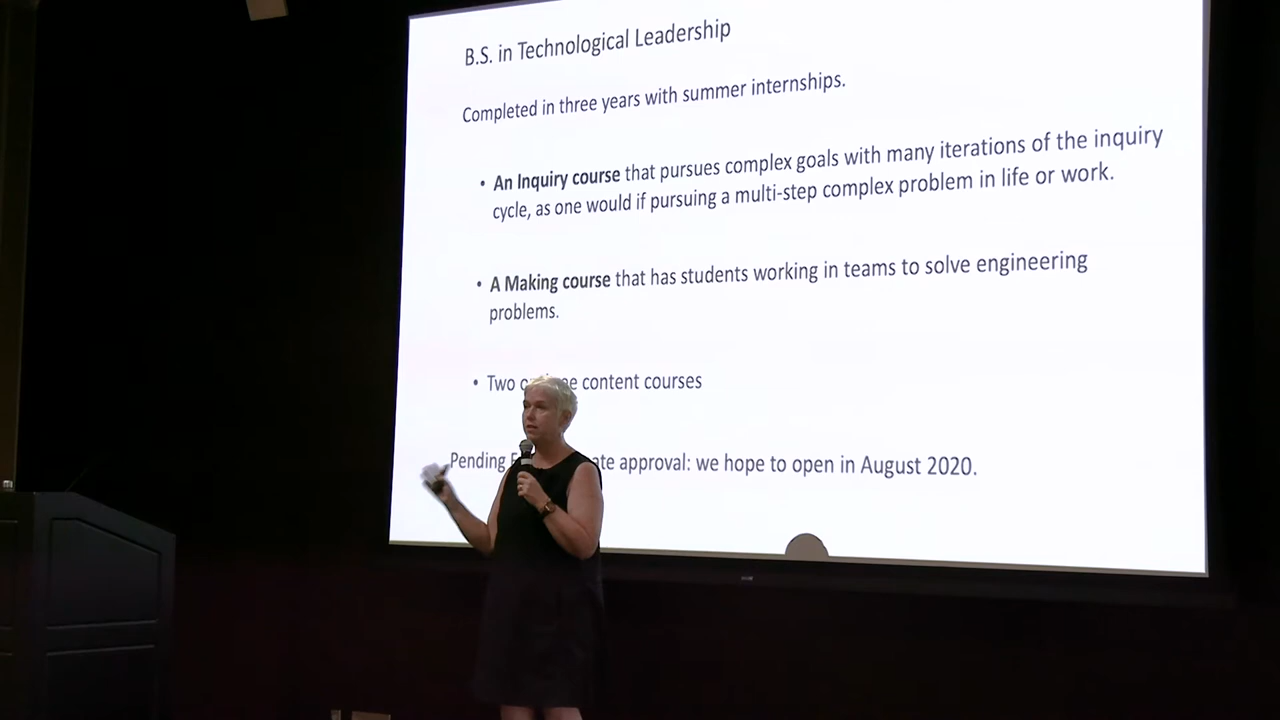 B.S. in Technological Leadership
Completed in three years with summer internships.
• An Inquiry course that pursues complex goals with many iterations of the inquiry
cycle, as one would if pursuing a multi-step complex problem in life or work.
• A Making course that has students working in teams to solve engineering
problems.
• Two content courses
Pending approval: we hope to open in August 2020.